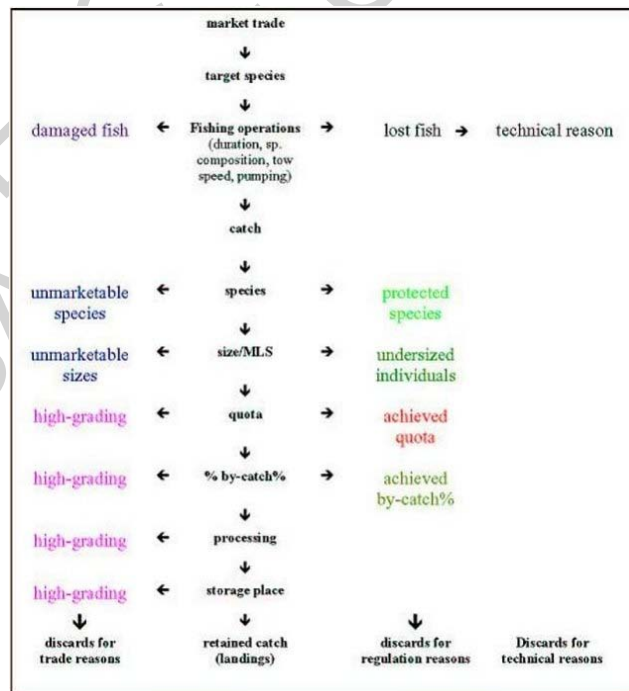 market trade
↓
target species
↓
damaged fish ← Fishing operations → lost fish → technical reason
(duration, sp.
composition, tow
speed, pumping)
↓
catch
↓
unmarketable ← species → protected
species species
↓
unmarketable ← size/MLS → undersized
sizes individuals
↓
high-grading ← quota → achieved
quota
↓
high-grading ← % by-catch% → achieved
by-catch%
↓
high-grading ← processing
↓
high-grading ← storage place
↓ ↓ ↓
discards for retained catch discards for Discards for
trade reasons (landings) regulation reasons technical reasons